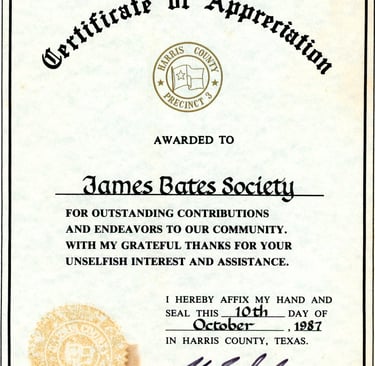 Certificate of Appreciation
HARRIS COUNTY
PRECINCT 3
AWARDED TO
James Bates Society
FOR OUTSTANDING CONTRIBUTIONS
AND ENDEAVORS TO OUR COMMUNITY.
WITH MY GRATEFUL THANKS FOR YOUR
UNSELFISH INTEREST AND ASSISTANCE.
I HEREBY AFFIX MY HAND AND
SEAL THIS 10th DAY OF
October, 1987
IN HARRIS COUNTY, TEXAS.